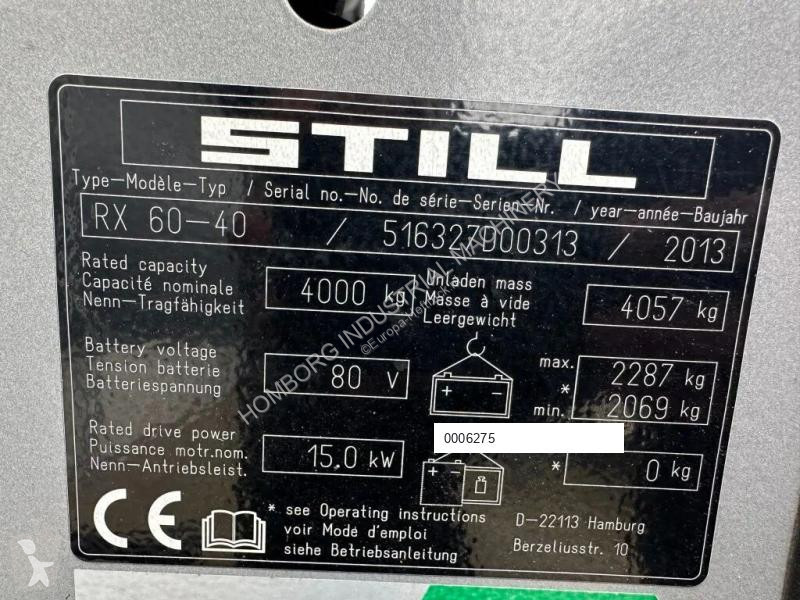 STILL
Type-Modèle-Typ / Serial no.-No. de série-Serien-Nr. / year-année-Baujahr
RX 60-40 / 516327000313 / 2013
Rated capacity
Capacité nominale
Nenn-Tragfähigkeit
4000 kg
Unladen mass
Masse à vide
Leergewicht
4057 kg
Battery voltage
Tension batterie
Batteriespannung
80 V
+ -
max.
*
min.
2287 kg
2069 kg
0006275
Rated drive power
Puissance motr.nom.
Nenn-Antriebsleist.
15.0 kW
+ -
* 0 kg
CE
* see Operating instructions
voir Mode d'emploi
siehe Betriebsanleitung
D-22113 Hamburg
Berzeliusstr. 10
HOMBORG INDUSTRIAL MACHINERY